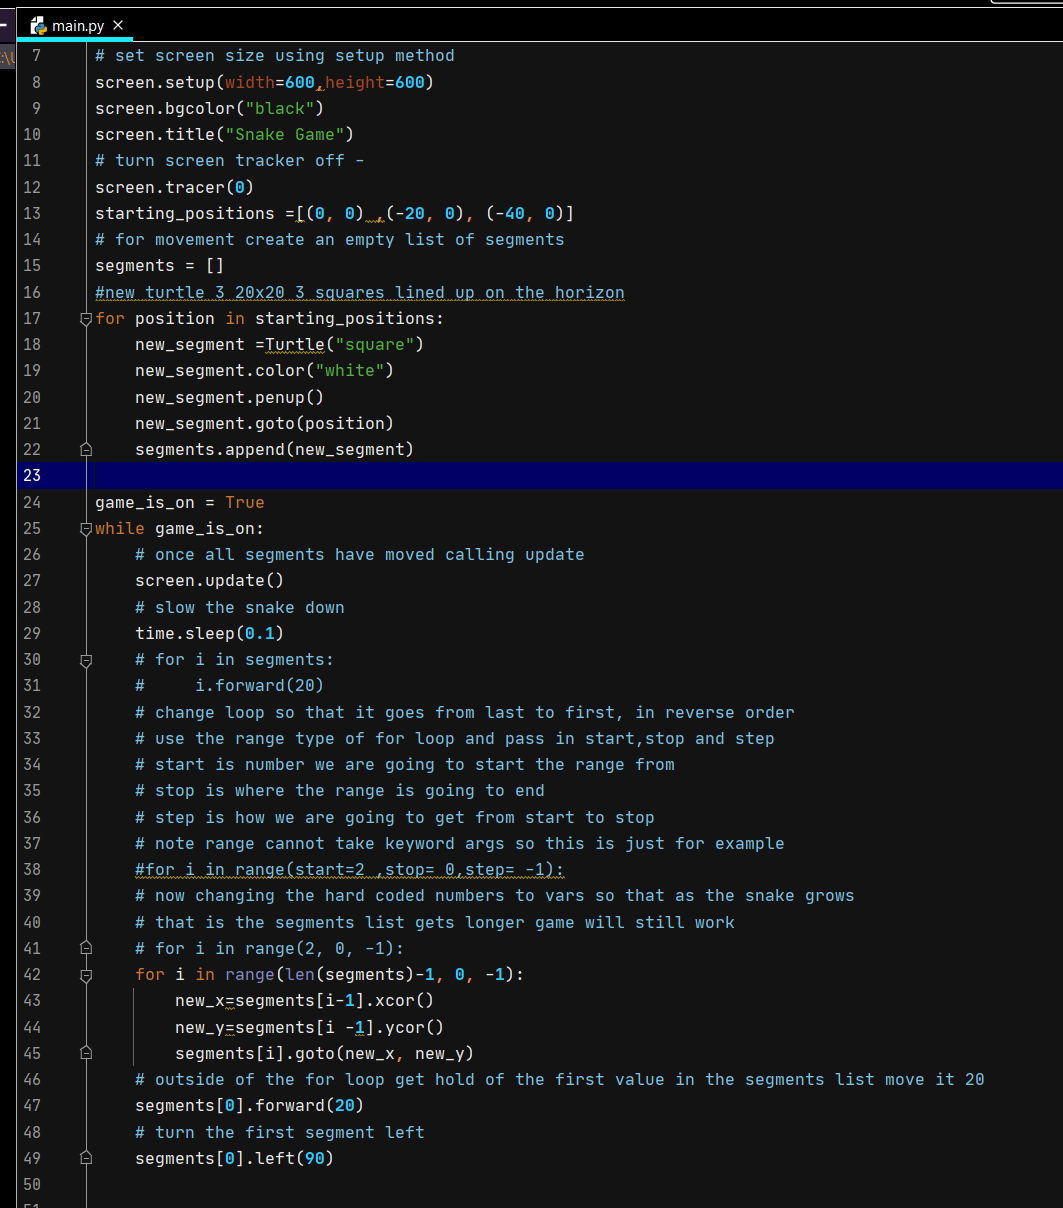 main.py
7 # set screen size using setup method
8 screen.setup(width=600,height=600)
9 screen.bgcolor("black")
10 screen.title("Snake Game")
11 # turn screen tracker off -
12 screen.tracer(0)
13 starting_positions =[(0, 0) ,(-20, 0), (-40, 0)]
14 # for movement create an empty list of segments
15 segments = []
16 #new turtle 3 20x20 3 squares lined up on the horizon
17 for position in starting_positions:
18     new_segment =Turtle("square")
19     new_segment.color("white")
20     new_segment.penup()
21     new_segment.goto(position)
22     segments.append(new_segment)
23
24 game_is_on = True
25 while game_is_on:
26     # once all segments have moved calling update
27     screen.update()
28     # slow the snake down
29     time.sleep(0.1)
30     # for i in segments:
31     #     i.forward(20)
32     # change loop so that it goes from last to first, in reverse order
33     # use the range type of for loop and pass in start,stop and step
34     # start is number we are going to start the range from
35     # stop is where the range is going to end
36     # step is how we are going to get from start to stop
37     # note range cannot take keyword args so this is just for example
38     #for i in range(start=2 ,stop= 0,step= -1):
39     # now changing the hard coded numbers to vars so that as the snake grows
40     # that is the segments list gets longer game will still work
41     # for i in range(2, 0, -1):
42     for i in range(len(segments)-1, 0, -1):
43         new_x=segments[i-1].xcor()
44         new_y=segments[i -1].ycor()
45         segments[i].goto(new_x, new_y)
46     # outside of the for loop get hold of the first value in the segments list move it 20
47     segments[0].forward(20)
48     # turn the first segment left
49     segments[0].left(90)
50